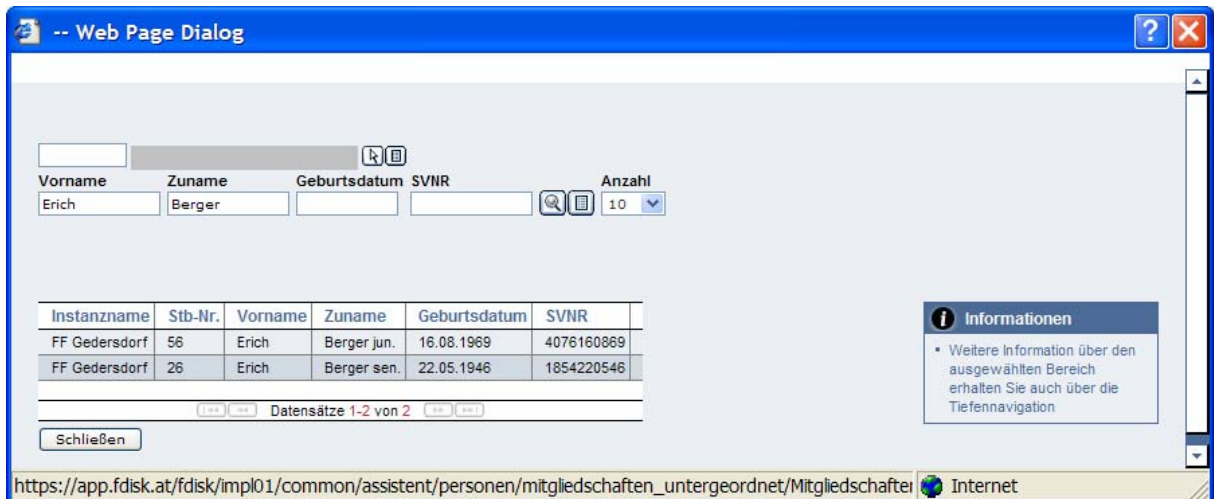 -- Web Page Dialog
Vorname Zuname Geburtsdatum SVNR Anzahl
Erich Berger 10
Instanzname Stb-Nr. Vorname Zuname Geburtsdatum SVNR
FF Gedersdorf 56 Erich Berger jun. 16.08.1969 4076160869
FF Gedersdorf 26 Erich Berger sen. 22.05.1946 1854220546
Datensätze 1-2 von 2
Schließen
Informationen
• Weitere Information über den
ausgewählten Bereich
erhalten Sie auch über die
Tiefennavigation
https://app.fdisk.at/fdisk/impl01/common/assistent/personen/mitgliedschaften_untergeordnet/Mitgliedschafter Internet